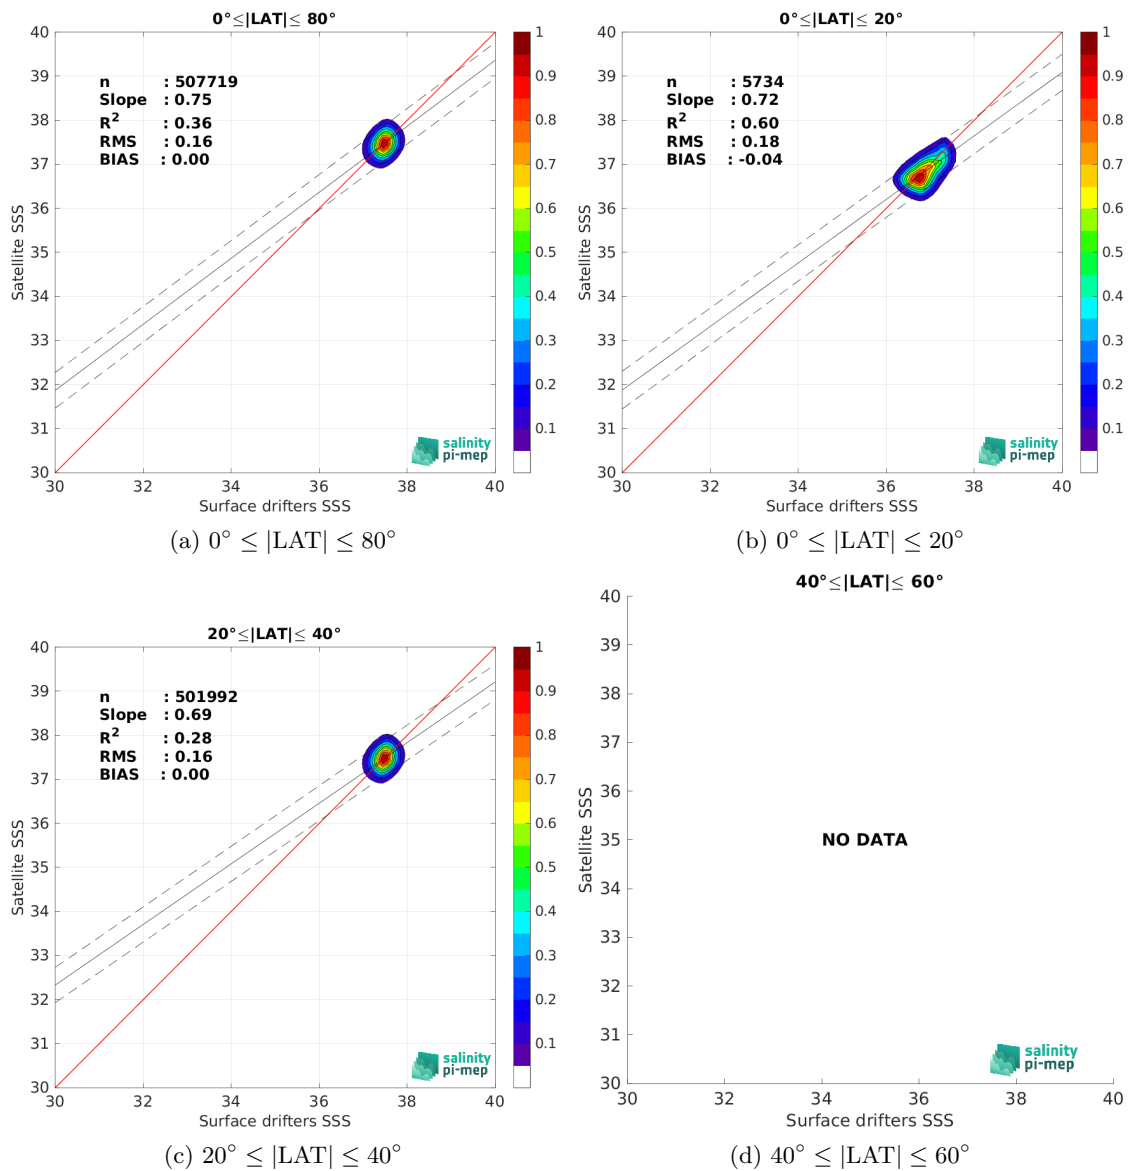 0°≤|LAT|≤ 80°
40
39
38
37
36
35
34
33
32
31
30
Satellite SSS
n : 507719
Slope : 0.75
R2 : 0.36
RMS : 0.16
BIAS : 0.00
salinity
pi-mep
30 32 34 36 38 40
Surface drifters SSS
1
0.9
0.8
0.7
0.6
0.5
0.4
0.3
0.2
0.1
(a) 0° ≤ |LAT| ≤ 80°
0°≤|LAT|≤ 20°
40
39
38
37
36
35
34
33
32
31
30
Satellite SSS
n : 5734
Slope : 0.72
R2 : 0.60
RMS : 0.18
BIAS : -0.04
salinity
pi-mep
30 32 34 36 38 40
Surface drifters SSS
1
0.9
0.8
0.7
0.6
0.5
0.4
0.3
0.2
0.1
(b) 0° ≤ |LAT| ≤ 20°
20°≤|LAT|≤ 40°
40
39
38
37
36
35
34
33
32
31
30
Satellite SSS
n : 501992
Slope : 0.69
R2 : 0.28
RMS : 0.16
BIAS : 0.00
salinity
pi-mep
30 32 34 36 38 40
Surface drifters SSS
1
0.9
0.8
0.7
0.6
0.5
0.4
0.3
0.2
0.1
(c) 20° ≤ |LAT| ≤ 40°
40°≤|LAT|≤ 60°
40
39
38
37
36
35
34
33
32
31
30
Satellite SSS
NO DATA
salinity
pi-mep
30 32 34 36 38 40
Surface drifters SSS
(d) 40° ≤ |LAT| ≤ 60°